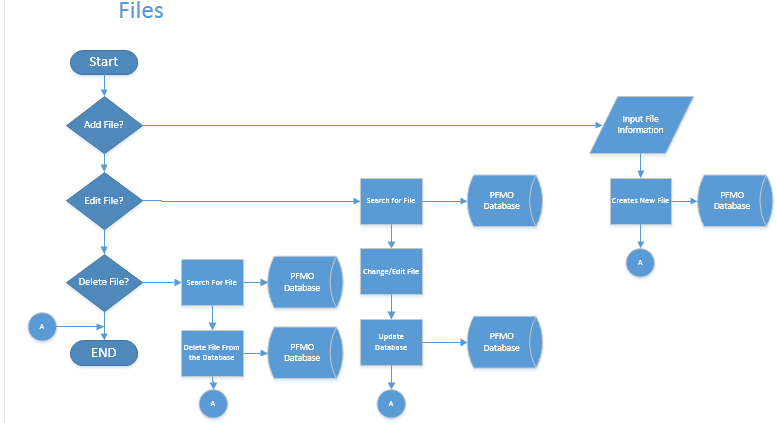 Files
Start
Add File?
Input File
Information
Edit File?
Search for File
PFMO
Database
Creates New File
PFMO
Database
A
Delete File?
Search For File
PFMO
Database
Change/Edit File
A
END
Delete File From
the Database
PFMO
Database
Update
Database
PFMO
Database
A
A